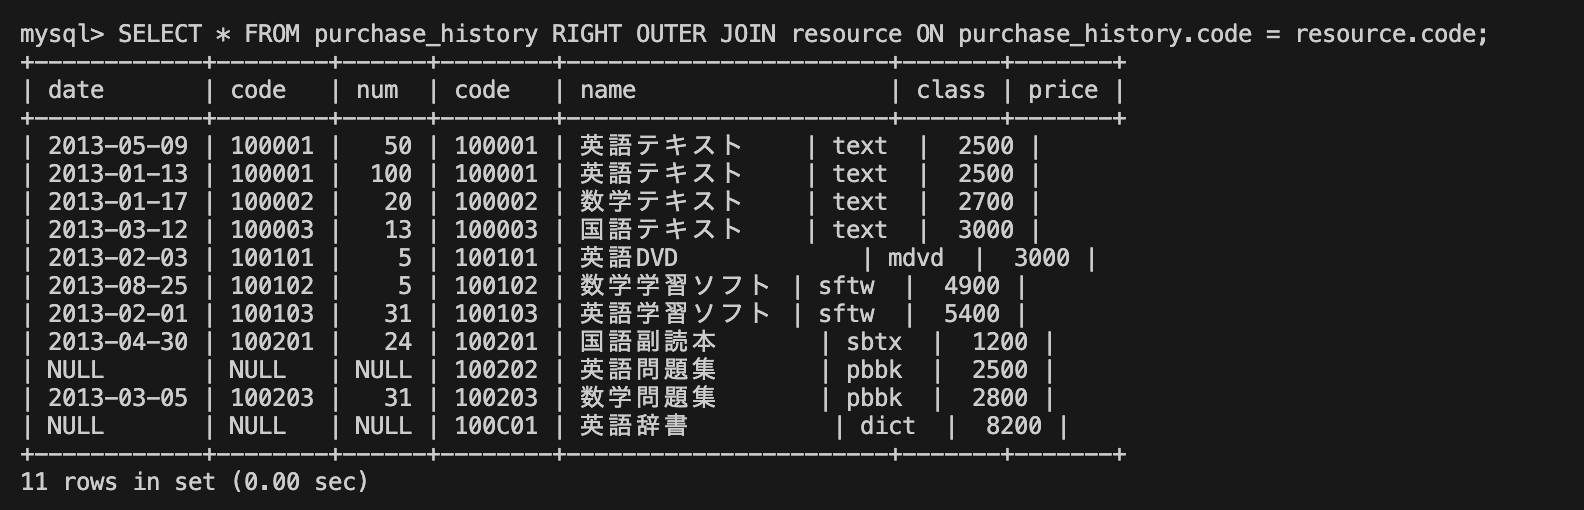 mysql> SELECT * FROM purchase_history RIGHT OUTER JOIN resource ON purchase_history.code = resource.code;
+------------+--------+------+--------+-----------------------+-------+-------+
| date       | code   | num  | code   | name                  | class | price |
+------------+--------+------+--------+-----------------------+-------+-------+
| 2013-05-09 | 100001 |   50 | 100001 | 英語テキスト     | text  |  2500 |
| 2013-01-13 | 100001 |  100 | 100001 | 英語テキスト     | text  |  2500 |
| 2013-01-17 | 100002 |   20 | 100002 | 数学テキスト     | text  |  2700 |
| 2013-03-12 | 100003 |   13 | 100003 | 国語テキスト     | text  |  3000 |
| 2013-02-03 | 100101 |    5 | 100101 | 英語DVD             | mdvd  |  3000 |
| 2013-08-25 | 100102 |    5 | 100102 | 数学学習ソフト | sftw  |  4900 |
| 2013-02-01 | 100103 |   31 | 100103 | 英語学習ソフト | sftw  |  5400 |
| 2013-04-30 | 100201 |   24 | 100201 | 国語副読本       | sbtx  |  1200 |
| NULL       | NULL   | NULL | 100202 | 英語問題集       | pbbk  |  2500 |
| 2013-03-05 | 100203 |   31 | 100203 | 数学問題集       | pbbk  |  2800 |
| NULL       | NULL   | NULL | 100C01 | 英語辞書          | dict  |  8200 |
+------------+--------+------+--------+-----------------------+-------+-------+
11 rows in set (0.00 sec)